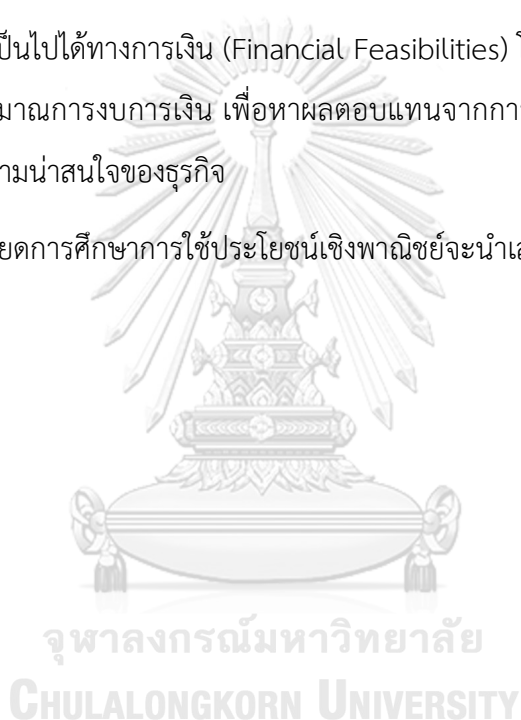 เป็นไปได้ทางการเงิน (Financial Feasibilities)
มาณการงบการเงิน เพื่อหาผลตอบแทนจากการ
ามน่าสนใจของธุรกิจ
ยดการศึกษาการใช้ประโยชน์เชิงพาณิชย์จะนำเส
จุฬาลงกรณ์มหาวิทยาลัย
CHULALONGKORN UNIVERSITY